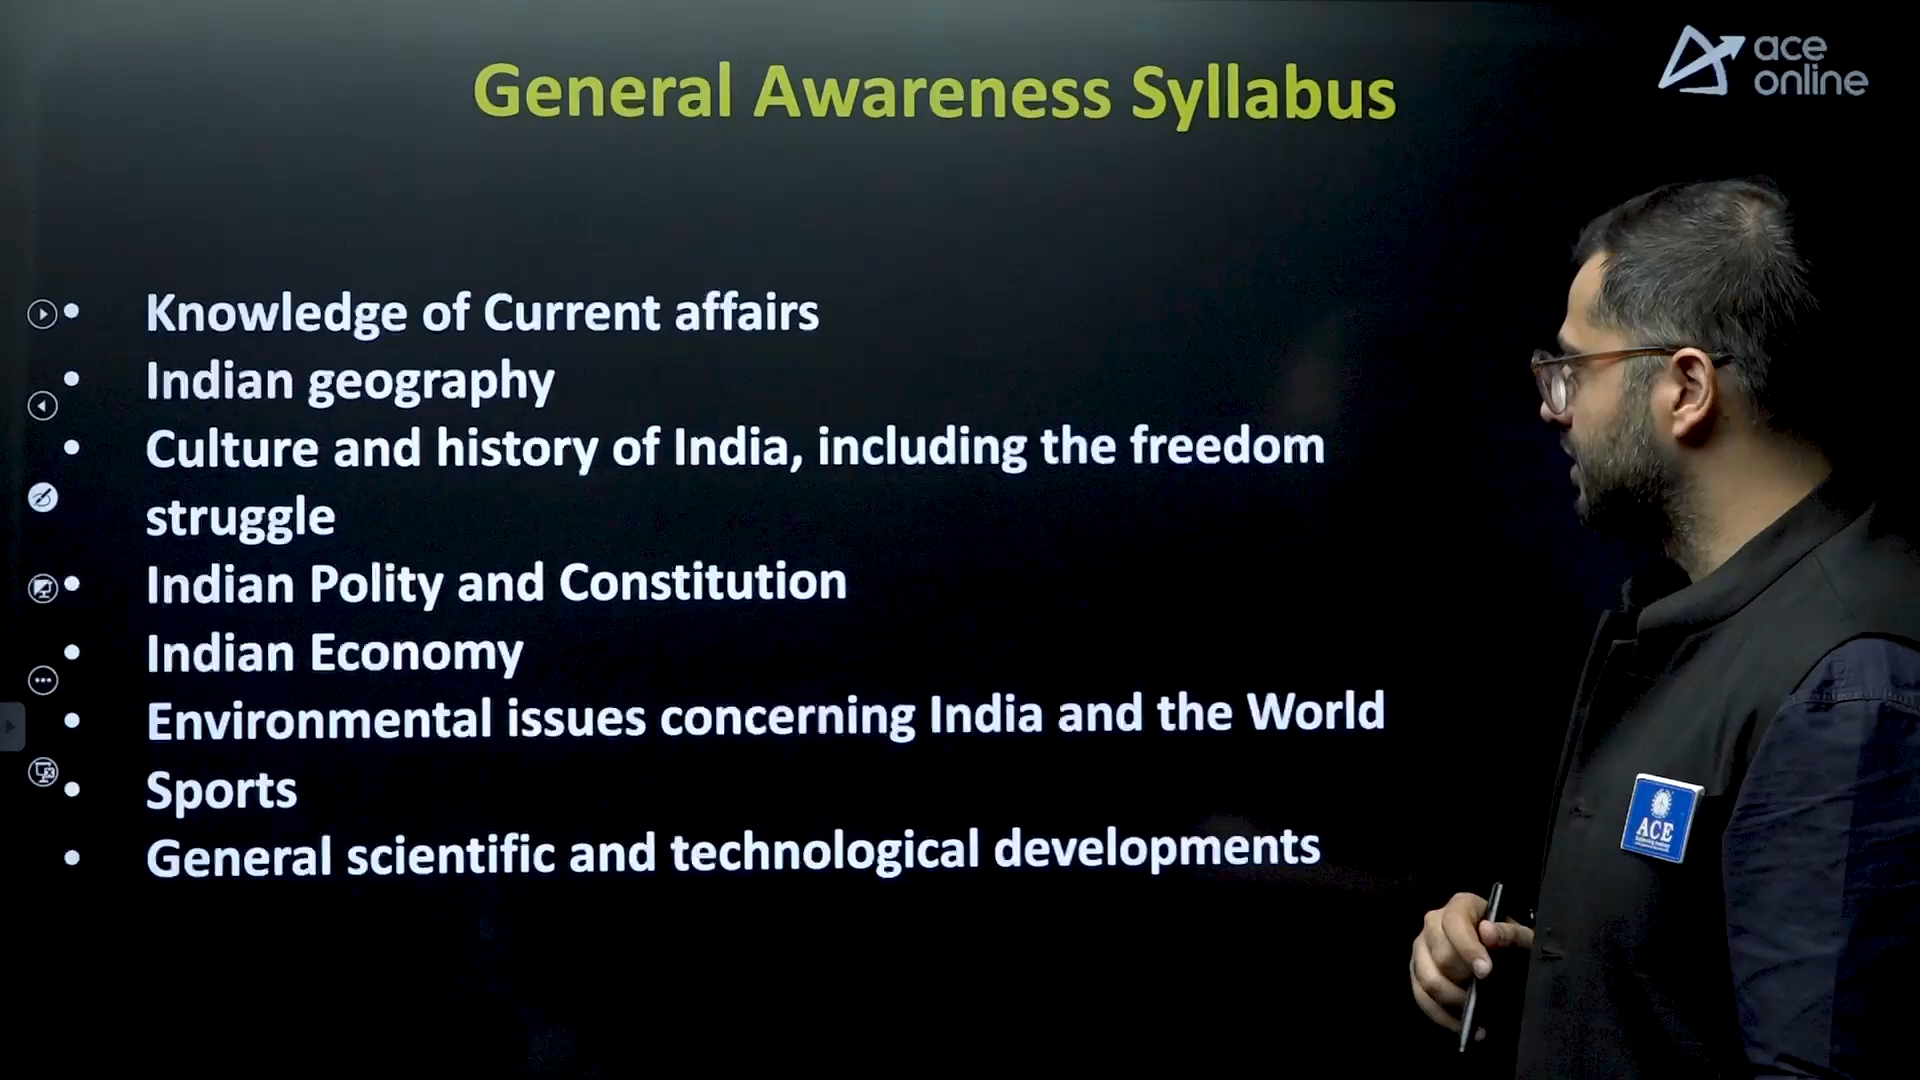 ace
online
General Awareness Syllabus
• Knowledge of Current affairs
• Indian geography
• Culture and history of India, including the freedom
struggle
• Indian Polity and Constitution
• Indian Economy
• Environmental issues concerning India and the World
• Sports
• General scientific and technological developments
ACE